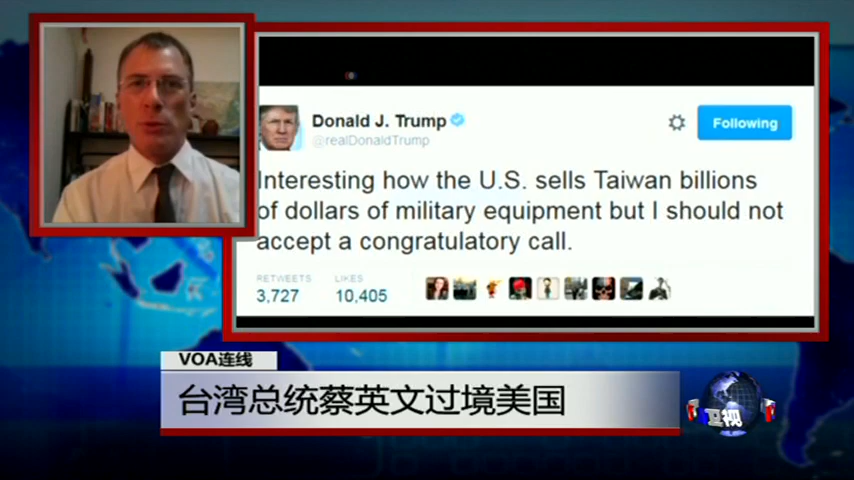 Donald J. Trump
Following
@realDonaldTrump
Interesting how the U.S. sells Taiwan billions
of dollars of military equipment but I should not
accept a congratulatory call.
RETWEETS LIKES
3,727 10,405
VOA连线
台湾总统蔡英文过境美国
卫视